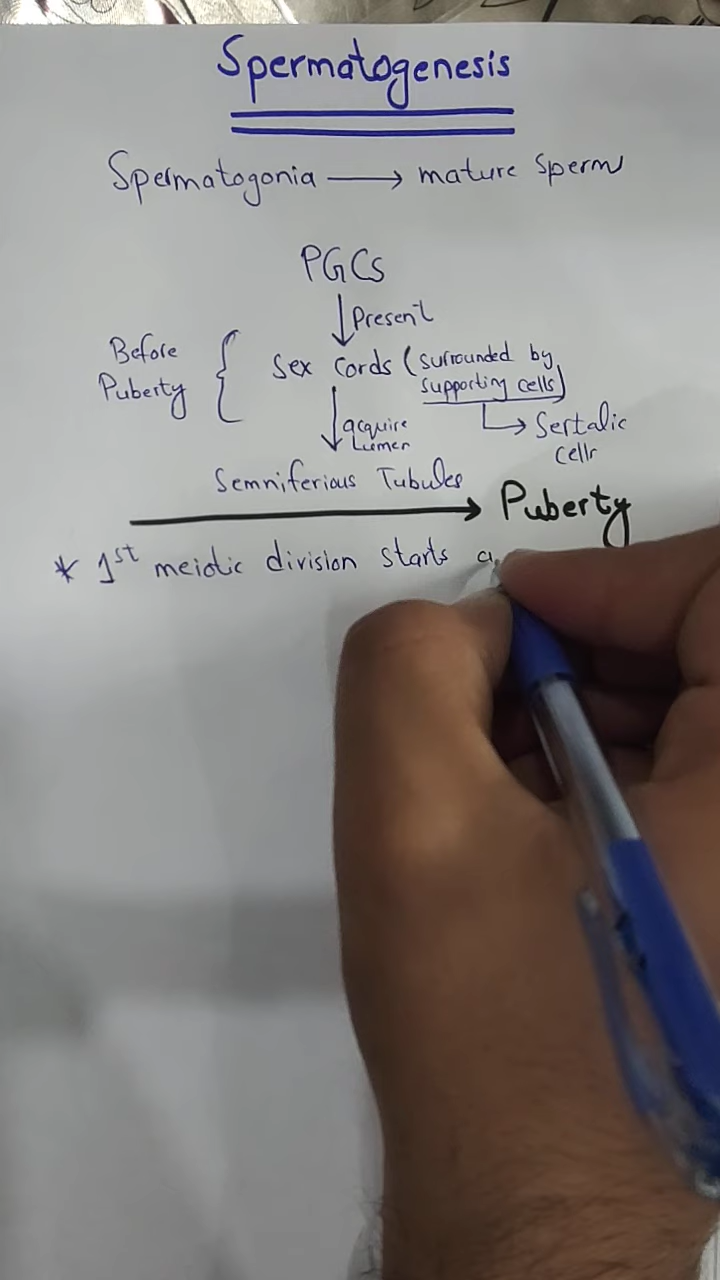 Spermatogenesis
Spermatogonia → mature Sperm
PGCs
↓ Present
Before Puberty { Sex Cords (surrounded by supporting cells)
↳ Sertalic cells
↓ acquire Lumen
Semniferious Tubules
→ Puberty
* 1st meiotic division starts a